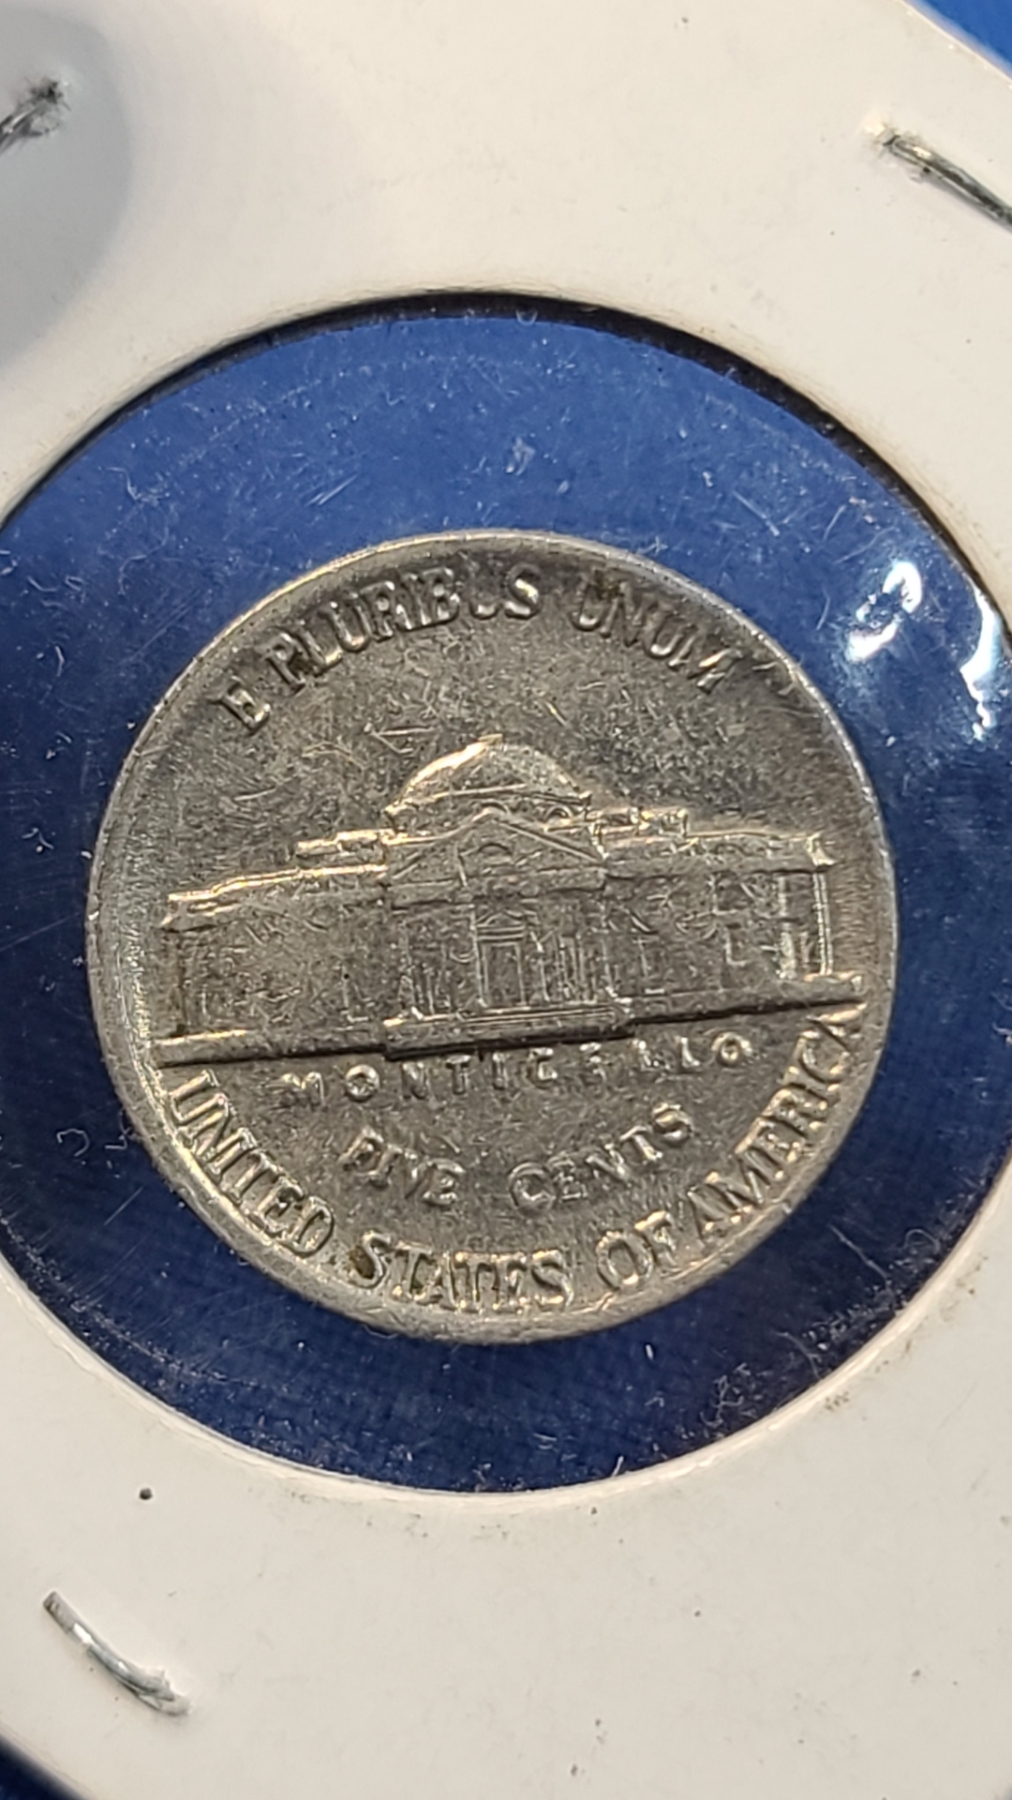 E PLURIBUS UNUM
MONTICELLO
FIVE CENTS
UNITED STATES OF AMERICA